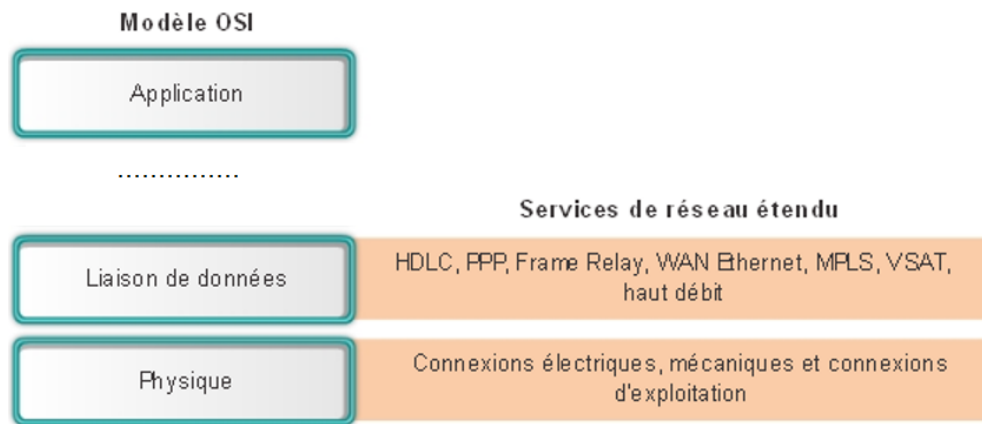 Modèle OSI
Application
...............
Services de réseau étendu
Liaison de données
HDLC, PPP, Frame Relay, WAN Ethernet, MPLS, VSAT,
haut débit
Physique
Connexions électriques, mécaniques et connexions
d'exploitation